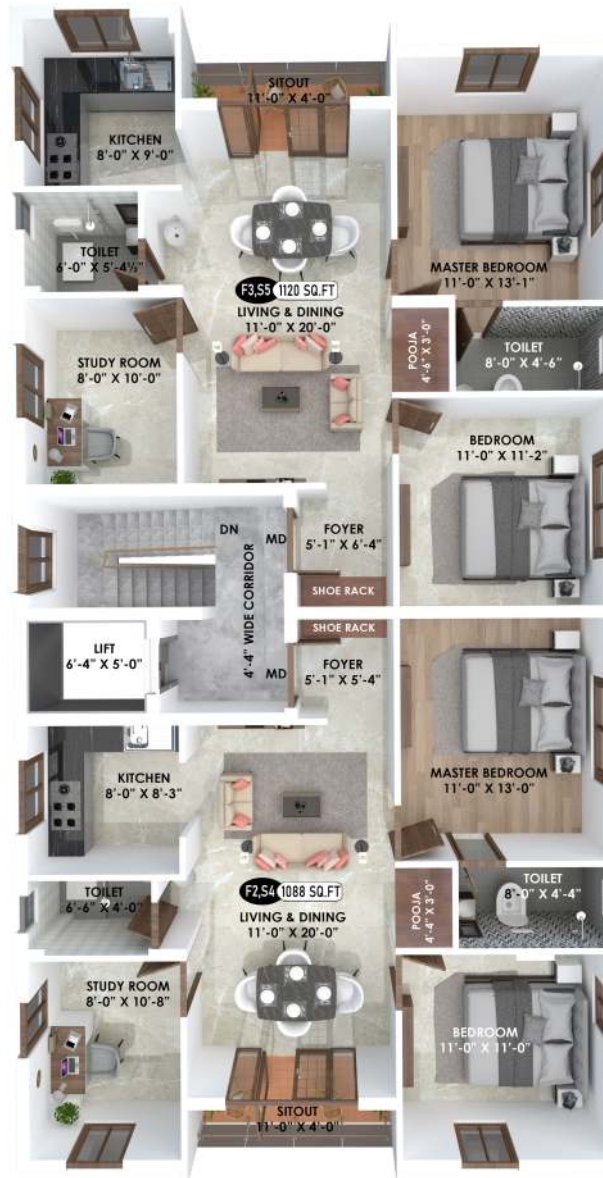 SITOUT
11'-0" X 4'-0"
KITCHEN
8'-0" X 9'-0"
TOILET
6'-0" X 5'-4½"
MASTER BEDROOM
11'-0" X 13'-1"
F3,S5 1120 SQ.FT
LIVING & DINING
11'-0" X 20'-0"
POOJA
4'-6" X 3'-0"
TOILET
8'-0" X 4'-6"
STUDY ROOM
8'-0" X 10'-0"
BEDROOM
11'-0" X 11'-2"
DN
MD
FOYER
5'-1" X 6'-4"
SHOE RACK
4'-4" WIDE CORRIDOR
SHOE RACK
LIFT
6'-4" X 5'-0"
MD
FOYER
5'-1" X 5'-4"
KITCHEN
8'-0" X 8'-3"
MASTER BEDROOM
11'-0" X 13'-0"
TOILET
6'-6" X 4'-0"
F2,S4 1088 SQ.FT
LIVING & DINING
11'-0" X 20'-0"
POOJA
4'-4" X 3'-0"
TOILET
8'-0" X 4'-4"
STUDY ROOM
8'-0" X 10'-8"
BEDROOM
11'-0" X 11'-0"
SITOUT
11'-0" X 4'-0"